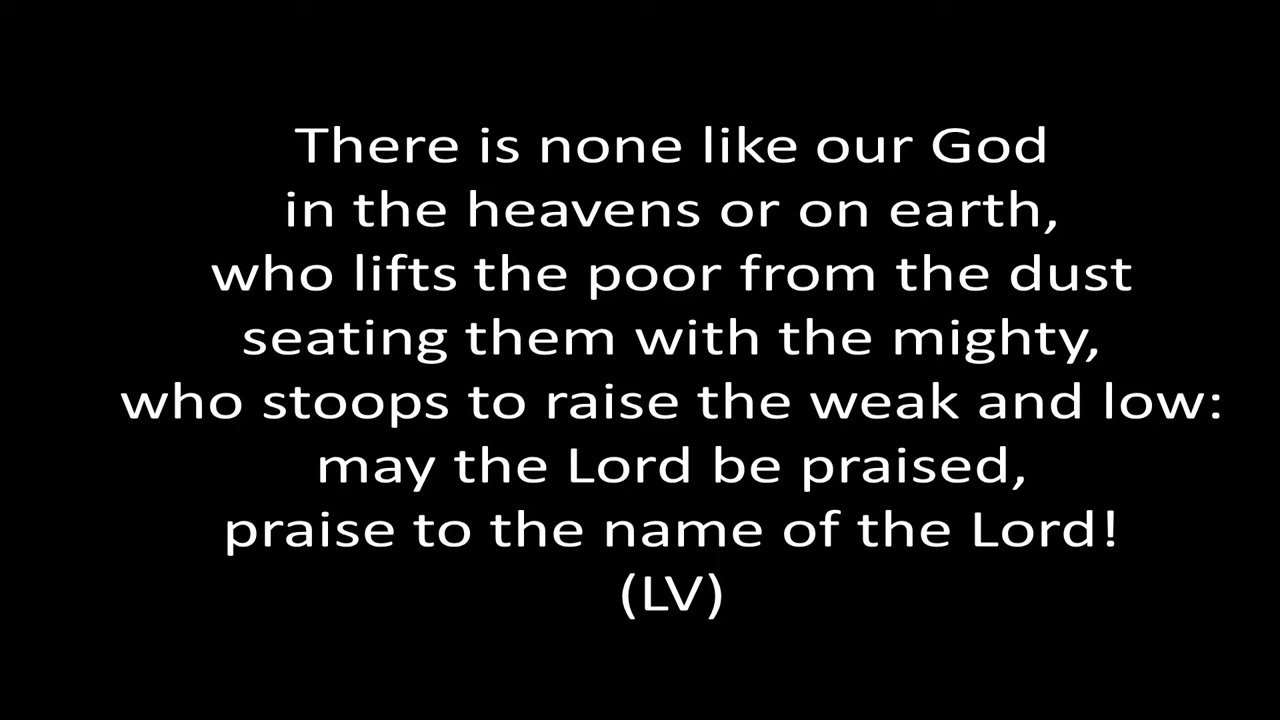 There is none like our God
in the heavens or on earth,
who lifts the poor from the dust
seating them with the mighty,
who stoops to raise the weak and low:
may the Lord be praised,
praise to the name of the Lord!
(LV)